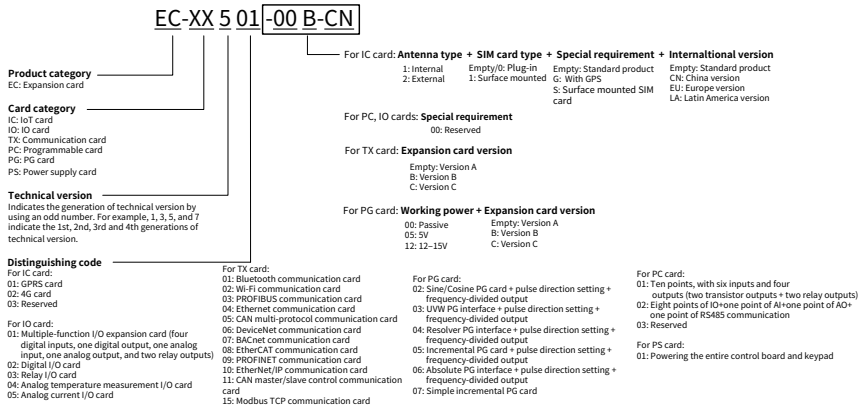 EC-XX 5 01 -00 B-CN
For IC card: Antenna type + SIM card type + Special requirement + Internaltional version
1: Internal
2: External
Empty/0: Plug-in
1: Surface mounted
Empty: Standard product
G: With GPS
S: Surface mounted SIM
card
Empty: Standard product
CN: China version
EU: Europe version
LA: Latin America version
For PC, IO cards: Special requirement
00: Reserved
For TX card: Expansion card version
Empty: Version A
B: Version B
C: Version C
For PG card: Working power + Expansion card version
00: Passive
05: 5V
12: 12–15V
Empty: Version A
B: Version B
C: Version C
Product category
EC: Expansion card
Card category
IC: IoT card
IO: IO card
TX: Communication card
PC: Programmable card
PG: PG card
PS: Power supply card
Technical version
Indicates the generation of technical version by
using an odd number. For example, 1, 3, 5, and 7
indicate the 1st, 2nd, 3rd and 4th generations of
technical version.
Distinguishing code
For IC card:
01: GPRS card
02: 4G card
03: Reserved
For IO card:
01: Multiple-function I/O expansion card (four
digital inputs, one digital output, one analog
input, one analog output, and two relay outputs)
02: Digital I/O card
03: Relay I/O card
04: Analog temperature measurement I/O card
05: Analog current I/O card
For TX card:
01: Bluetooth communication card
02: Wi-Fi communication card
03: PROFIBUS communication card
04: Ethernet communication card
05: CAN multi-protocol communication card
06: DeviceNet communication card
07: BACnet communication card
08: EtherCAT communication card
09: PROFINET communication card
10: EtherNet/IP communication card
11: CAN master/slave control communication
card
15: Modbus TCP communication card
For PG card:
02: Sine/Cosine PG card + pulse direction setting +
frequency-divided output
03: UVW PG interface + pulse direction setting +
frequency-divided output
04: Resolver PG interface + pulse direction setting +
frequency-divided output
05: Incremental PG card + pulse direction setting +
frequency-divided output
06: Absolute PG interface + pulse direction setting +
frequency-divided output
07: Simple incremental PG card
For PC card:
01: Ten points, with six inputs and four
outputs (two transistor outputs + two relay outputs)
02: Eight points of IO+one point of AI+one point of AO+
one point of RS485 communication
03: Reserved
For PS card:
01: Powering the entire control board and keypad